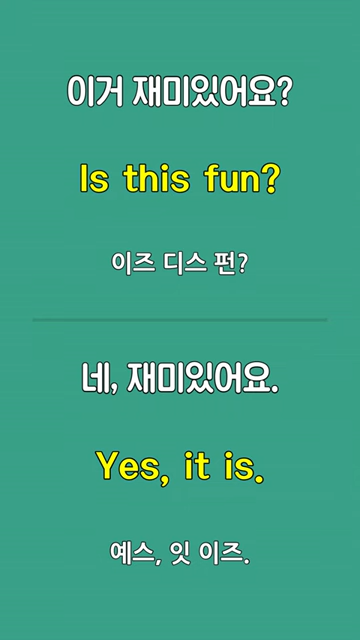 이거 재미있어요?
Is this fun?
이즈 디스 펀?
네, 재미있어요.
Yes, it is.
예스, 잇 이즈.